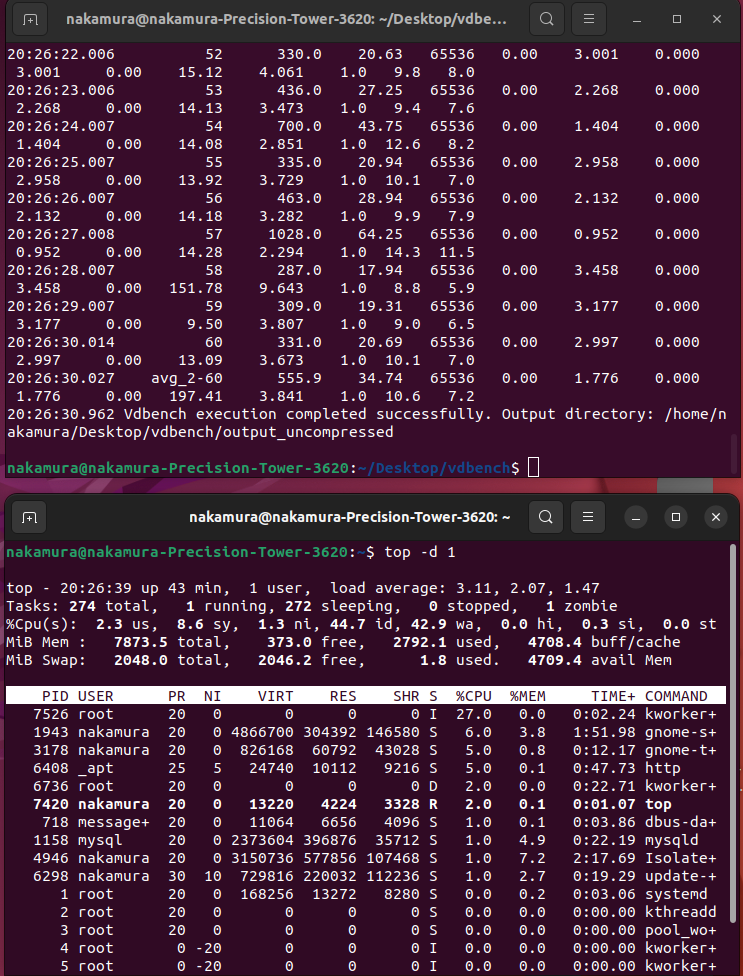 nakamura@nakamura-Precision-Tower-3620: ~/Desktop/vdbe...
20:26:22.006 52 330.0 20.63 65536 0.00 3.001 0.000
3.001 0.00 15.12 4.061 1.0 9.8 8.0
20:26:23.006 53 436.0 27.25 65536 0.00 2.268 0.000
2.268 0.00 14.13 3.473 1.0 9.4 7.6
20:26:24.007 54 700.0 43.75 65536 0.00 1.404 0.000
1.404 0.00 14.08 2.851 1.0 12.6 8.2
20:26:25.007 55 335.0 20.94 65536 0.00 2.958 0.000
2.958 0.00 13.92 3.729 1.0 10.1 7.0
20:26:26.007 56 463.0 28.94 65536 0.00 2.132 0.000
2.132 0.00 14.18 3.282 1.0 9.9 7.9
20:26:27.008 57 1028.0 64.25 65536 0.00 0.952 0.000
0.952 0.00 14.28 2.294 1.0 14.3 11.5
20:26:28.007 58 287.0 17.94 65536 0.00 3.458 0.000
3.458 0.00 151.78 9.643 1.0 8.8 5.9
20:26:29.007 59 309.0 19.31 65536 0.00 3.177 0.000
3.177 0.00 9.50 3.807 1.0 9.0 6.5
20:26:30.014 60 331.0 20.69 65536 0.00 2.997 0.000
2.997 0.00 13.09 3.673 1.0 10.1 7.0
20:26:30.027 avg_2-60 555.9 34.74 65536 0.00 1.776 0.000
1.776 0.00 197.41 3.841 1.0 10.6 7.2
20:26:30.962 Vdbench execution completed successfully. Output directory: /home/n
akamura/Desktop/vdbench/output_uncompressed
nakamura@nakamura-Precision-Tower-3620:~/Desktop/vdbench$
nakamura@nakamura-Precision-Tower-3620: ~
nakamura@nakamura-Precision-Tower-3620:~$ top -d 1
top - 20:26:39 up 43 min, 1 user, load average: 3.11, 2.07, 1.47
Tasks: 274 total, 1 running, 272 sleeping, 0 stopped, 1 zombie
%Cpu(s): 2.3 us, 8.6 sy, 1.3 ni, 44.7 id, 42.9 wa, 0.0 hi, 0.3 si, 0.0 st
MiB Mem : 7873.5 total, 373.0 free, 2792.1 used, 4708.4 buff/cache
MiB Swap: 2048.0 total, 2046.2 free, 1.8 used. 4709.4 avail Mem
PID USER PR NI VIRT RES SHR S %CPU %MEM TIME+ COMMAND
7526 root 20 0 0 0 0 I 27.0 0.0 0:02.24 kworker+
1943 nakamura 20 0 4866700 304392 146580 S 6.0 3.8 1:51.98 gnome-s+
3178 nakamura 20 0 826168 60792 43028 S 5.0 0.8 0:12.17 gnome-t+
6408 _apt 25 5 24740 10112 9216 S 5.0 0.1 0:47.73 http
6736 root 20 0 0 0 0 D 2.0 0.0 0:22.71 kworker+
7420 nakamura 20 0 13220 4224 3328 R 2.0 0.1 0:01.07 top
718 message+ 20 0 11064 6656 4096 S 1.0 0.1 0:03.86 dbus-da+
1158 mysql 20 0 2373604 396876 35712 S 1.0 4.9 0:22.19 mysqld
4946 nakamura 20 0 3150736 577856 107468 S 1.0 7.2 2:17.69 Isolate+
6298 nakamura 30 10 729816 220032 112236 S 1.0 2.7 0:19.29 update-+
1 root 20 0 168256 13272 8280 S 0.0 0.2 0:03.06 systemd
2 root 20 0 0 0 0 S 0.0 0.0 0:00.00 kthreadd
3 root 20 0 0 0 0 S 0.0 0.0 0:00.00 pool_wo+
4 root 0 -20 0 0 0 I 0.0 0.0 0:00.00 kworker+
5 root 0 -20 0 0 0 I 0.0 0.0 0:00.00 kworker+